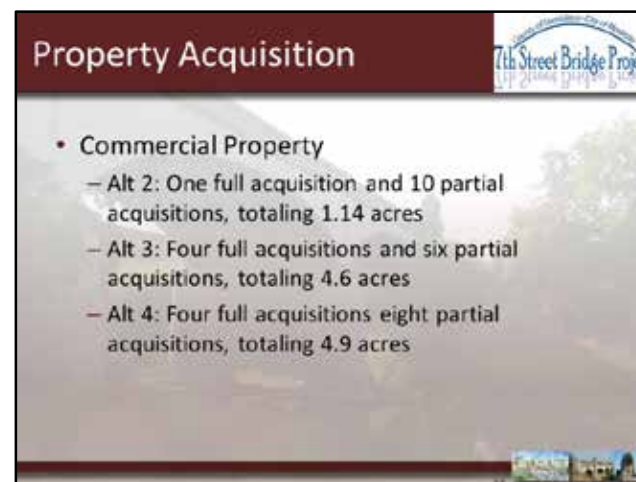 Property Acquisition
7th Street Bridge Proj
• Commercial Property
– Alt 2: One full acquisition and 10 partial
acquisitions, totaling 1.14 acres
– Alt 3: Four full acquisitions and six partial
acquisitions, totaling 4.6 acres
– Alt 4: Four full acquisitions eight partial
acquisitions, totaling 4.9 acres